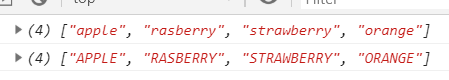 top
Filter
(4) ["apple", "rasberry", "strawberry", "orange"]
(4) ["APPLE", "RASBERRY", "STRAWBERRY", "ORANGE"]